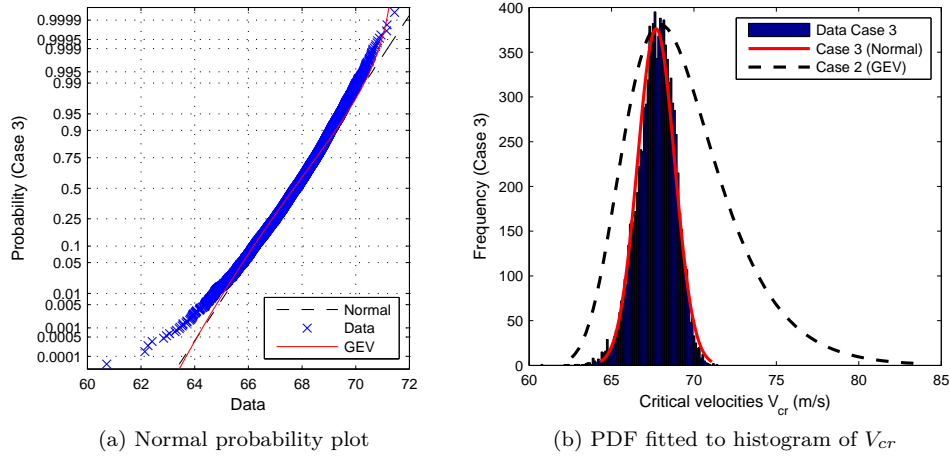 0.9999
0.9995
0.999
0.995
0.99
0.95
0.9
0.75
0.5
0.25
0.1
0.05
0.01
0.005
0.001
0.0005
0.0001
Probability (Case 3)
60 62 64 66 68 70 72
Data
Normal
Data
GEV
(a) Normal probability plot
400
350
300
250
200
150
100
50
0
Frequency (Case 3)
60 65 70 75 80 85
Critical velocities V_cr (m/s)
Data Case 3
Case 3 (Normal)
Case 2 (GEV)
(b) PDF fitted to histogram of V_cr